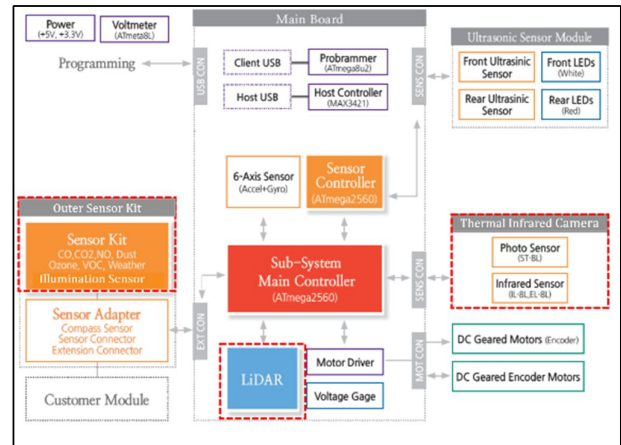 Power
(+5V, +3.3V)
Voltmeter
(ATmeta8L)
Programming
Main Board
USB CON
Client USB
Probrammer
(ATmega8u2)
Host USB
Host Controller
(MAX3421)
SENS CON
Ultrasonic Sensor Module
Front Ultrasinic
Sensor
Front LEDs
(White)
Rear Ultrasinic
Sensor
Rear LEDs
(Red)
6-Axis Sensor
(Accel+Gyro)
Sensor
Controller
(ATmega2560)
Outer Sensor Kit
Sensor Kit
CO,CO2,NO, Dust
Ozone, VOC, Weather
Illumination Sensor
Sensor Adapter
Compass Sensor
Sensor Connector
Extension Connector
Customer Module
EXT CON
Sub-System
Main Controller
(ATmega2560)
SENS CON
Thermal Infrared Camera
Photo Sensor
(ST-BL)
Infrared Sensor
(IL-BL,EL-BL)
LiDAR
Motor Driver
Voltage Gage
MOT CON
DC Geared Motors (Encoder)
DC Geared Encoder Motors